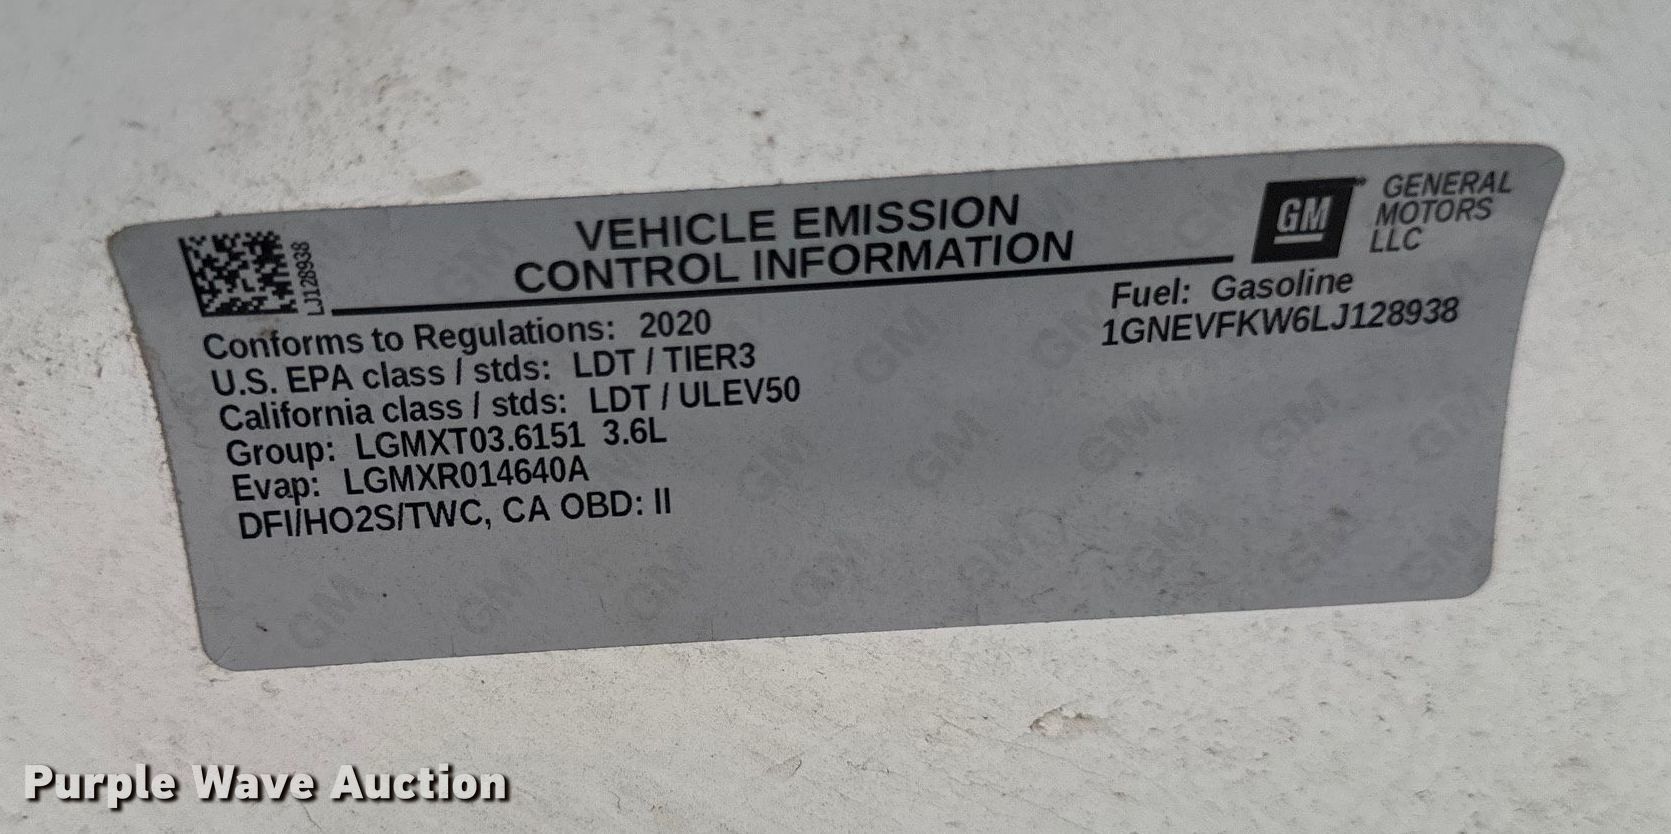 VEHICLE EMISSION
CONTROL INFORMATION
LJ128938
GM
GENERAL
MOTORS
LLC
Conforms to Regulations: 2020
U.S. EPA class / stds: LDT / TIER3
California class / stds: LDT / ULEV50
Group: LGMXT03.6151 3.6L
Evap: LGMXR014640A
DFI/HO2S/TWC, CA OBD: II
Fuel: Gasoline
1GNEVFKW6LJ128938
Purple Wave Auction